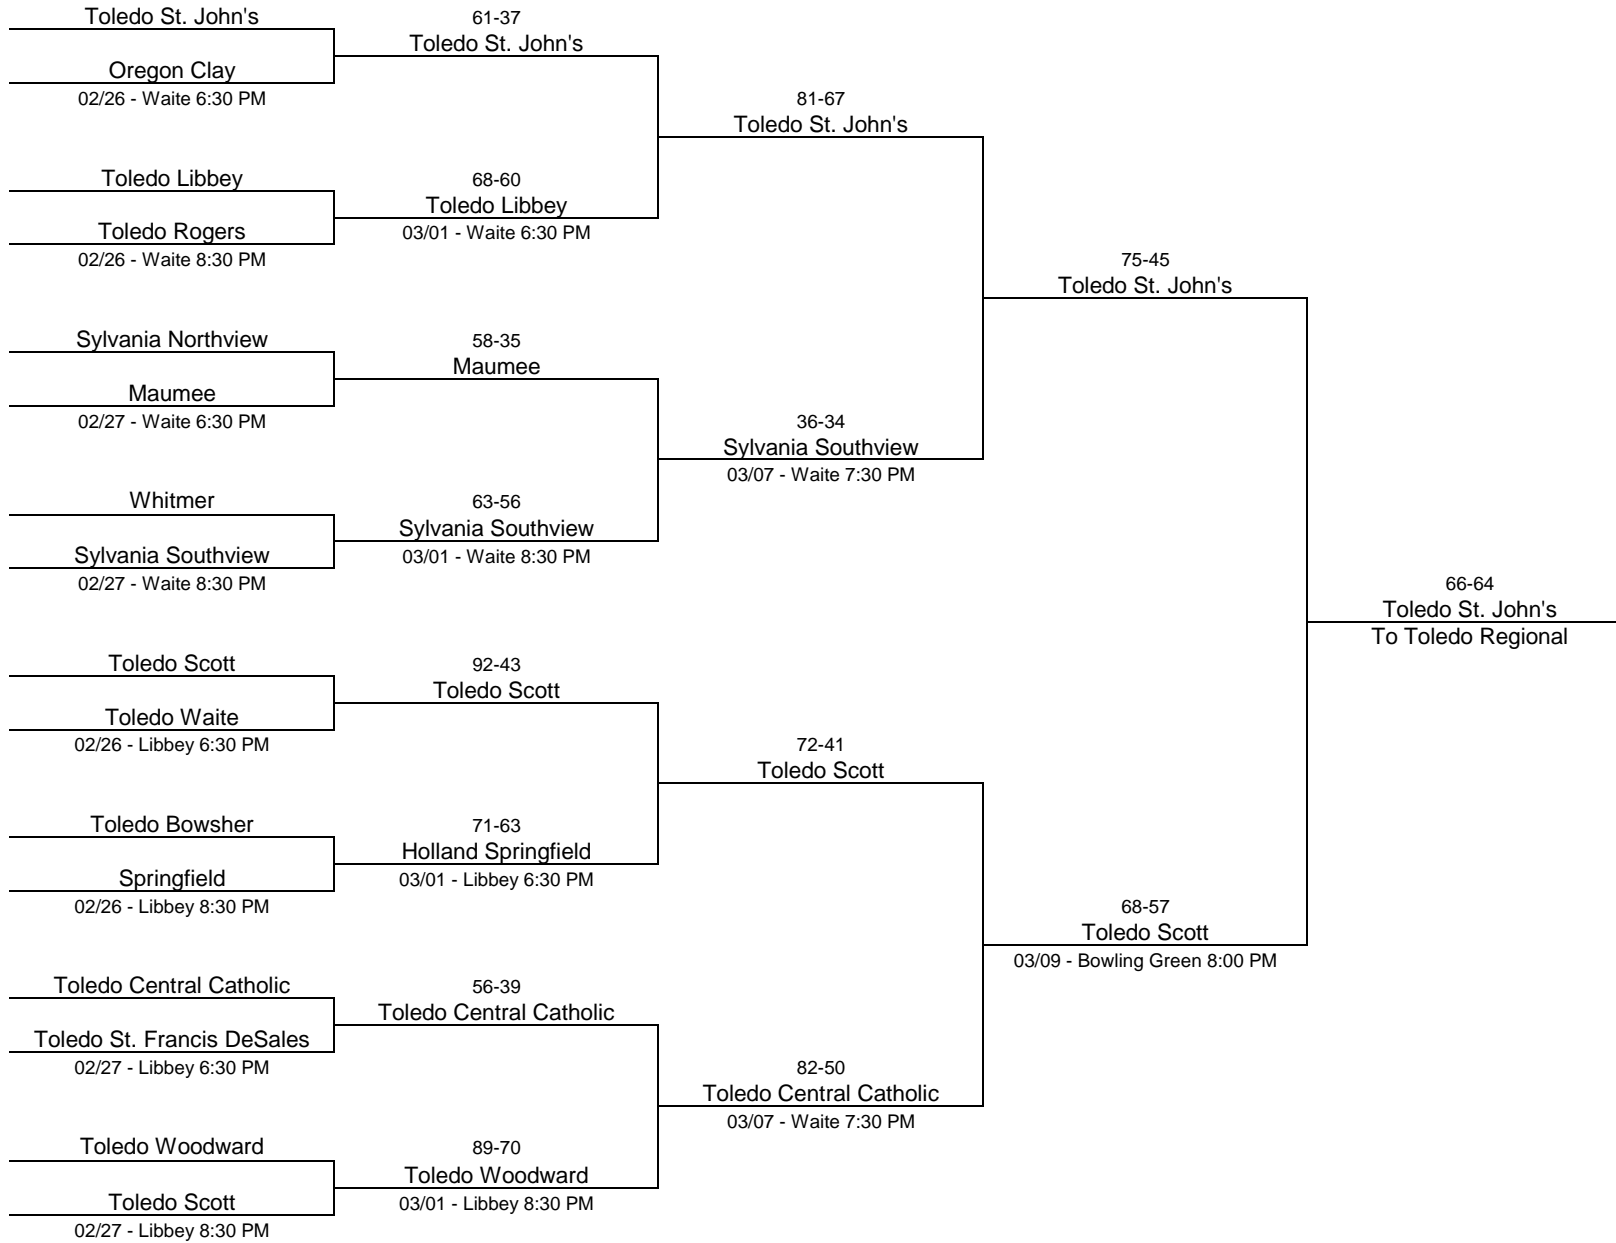 Toledo St. John's
Oregon Clay
02/26 - Waite 6:30 PM
Toledo Libbey
Toledo Rogers
02/26 - Waite 8:30 PM
Sylvania Northview
Maumee
02/27 - Waite 6:30 PM
Whitmer
Sylvania Southview
02/27 - Waite 8:30 PM
Toledo Scott
Toledo Waite
02/26 - Libbey 6:30 PM
Toledo Bowsher
Springfield
02/26 - Libbey 8:30 PM
Toledo Central Catholic
Toledo St. Francis DeSales
02/27 - Libbey 6:30 PM
Toledo Woodward
Toledo Scott
02/27 - Libbey 8:30 PM
61-37
Toledo St. John's
68-60
Toledo Libbey
03/01 - Waite 6:30 PM
58-35
Maumee
63-56
Sylvania Southview
03/01 - Waite 8:30 PM
92-43
Toledo Scott
71-63
Holland Springfield
03/01 - Libbey 6:30 PM
56-39
Toledo Central Catholic
89-70
Toledo Woodward
03/01 - Libbey 8:30 PM
81-67
Toledo St. John's
36-34
Sylvania Southview
03/07 - Waite 7:30 PM
72-41
Toledo Scott
82-50
Toledo Central Catholic
03/07 - Waite 7:30 PM
75-45
Toledo St. John's
68-57
Toledo Scott
03/09 - Bowling Green 8:00 PM
66-64
Toledo St. John's
To Toledo Regional